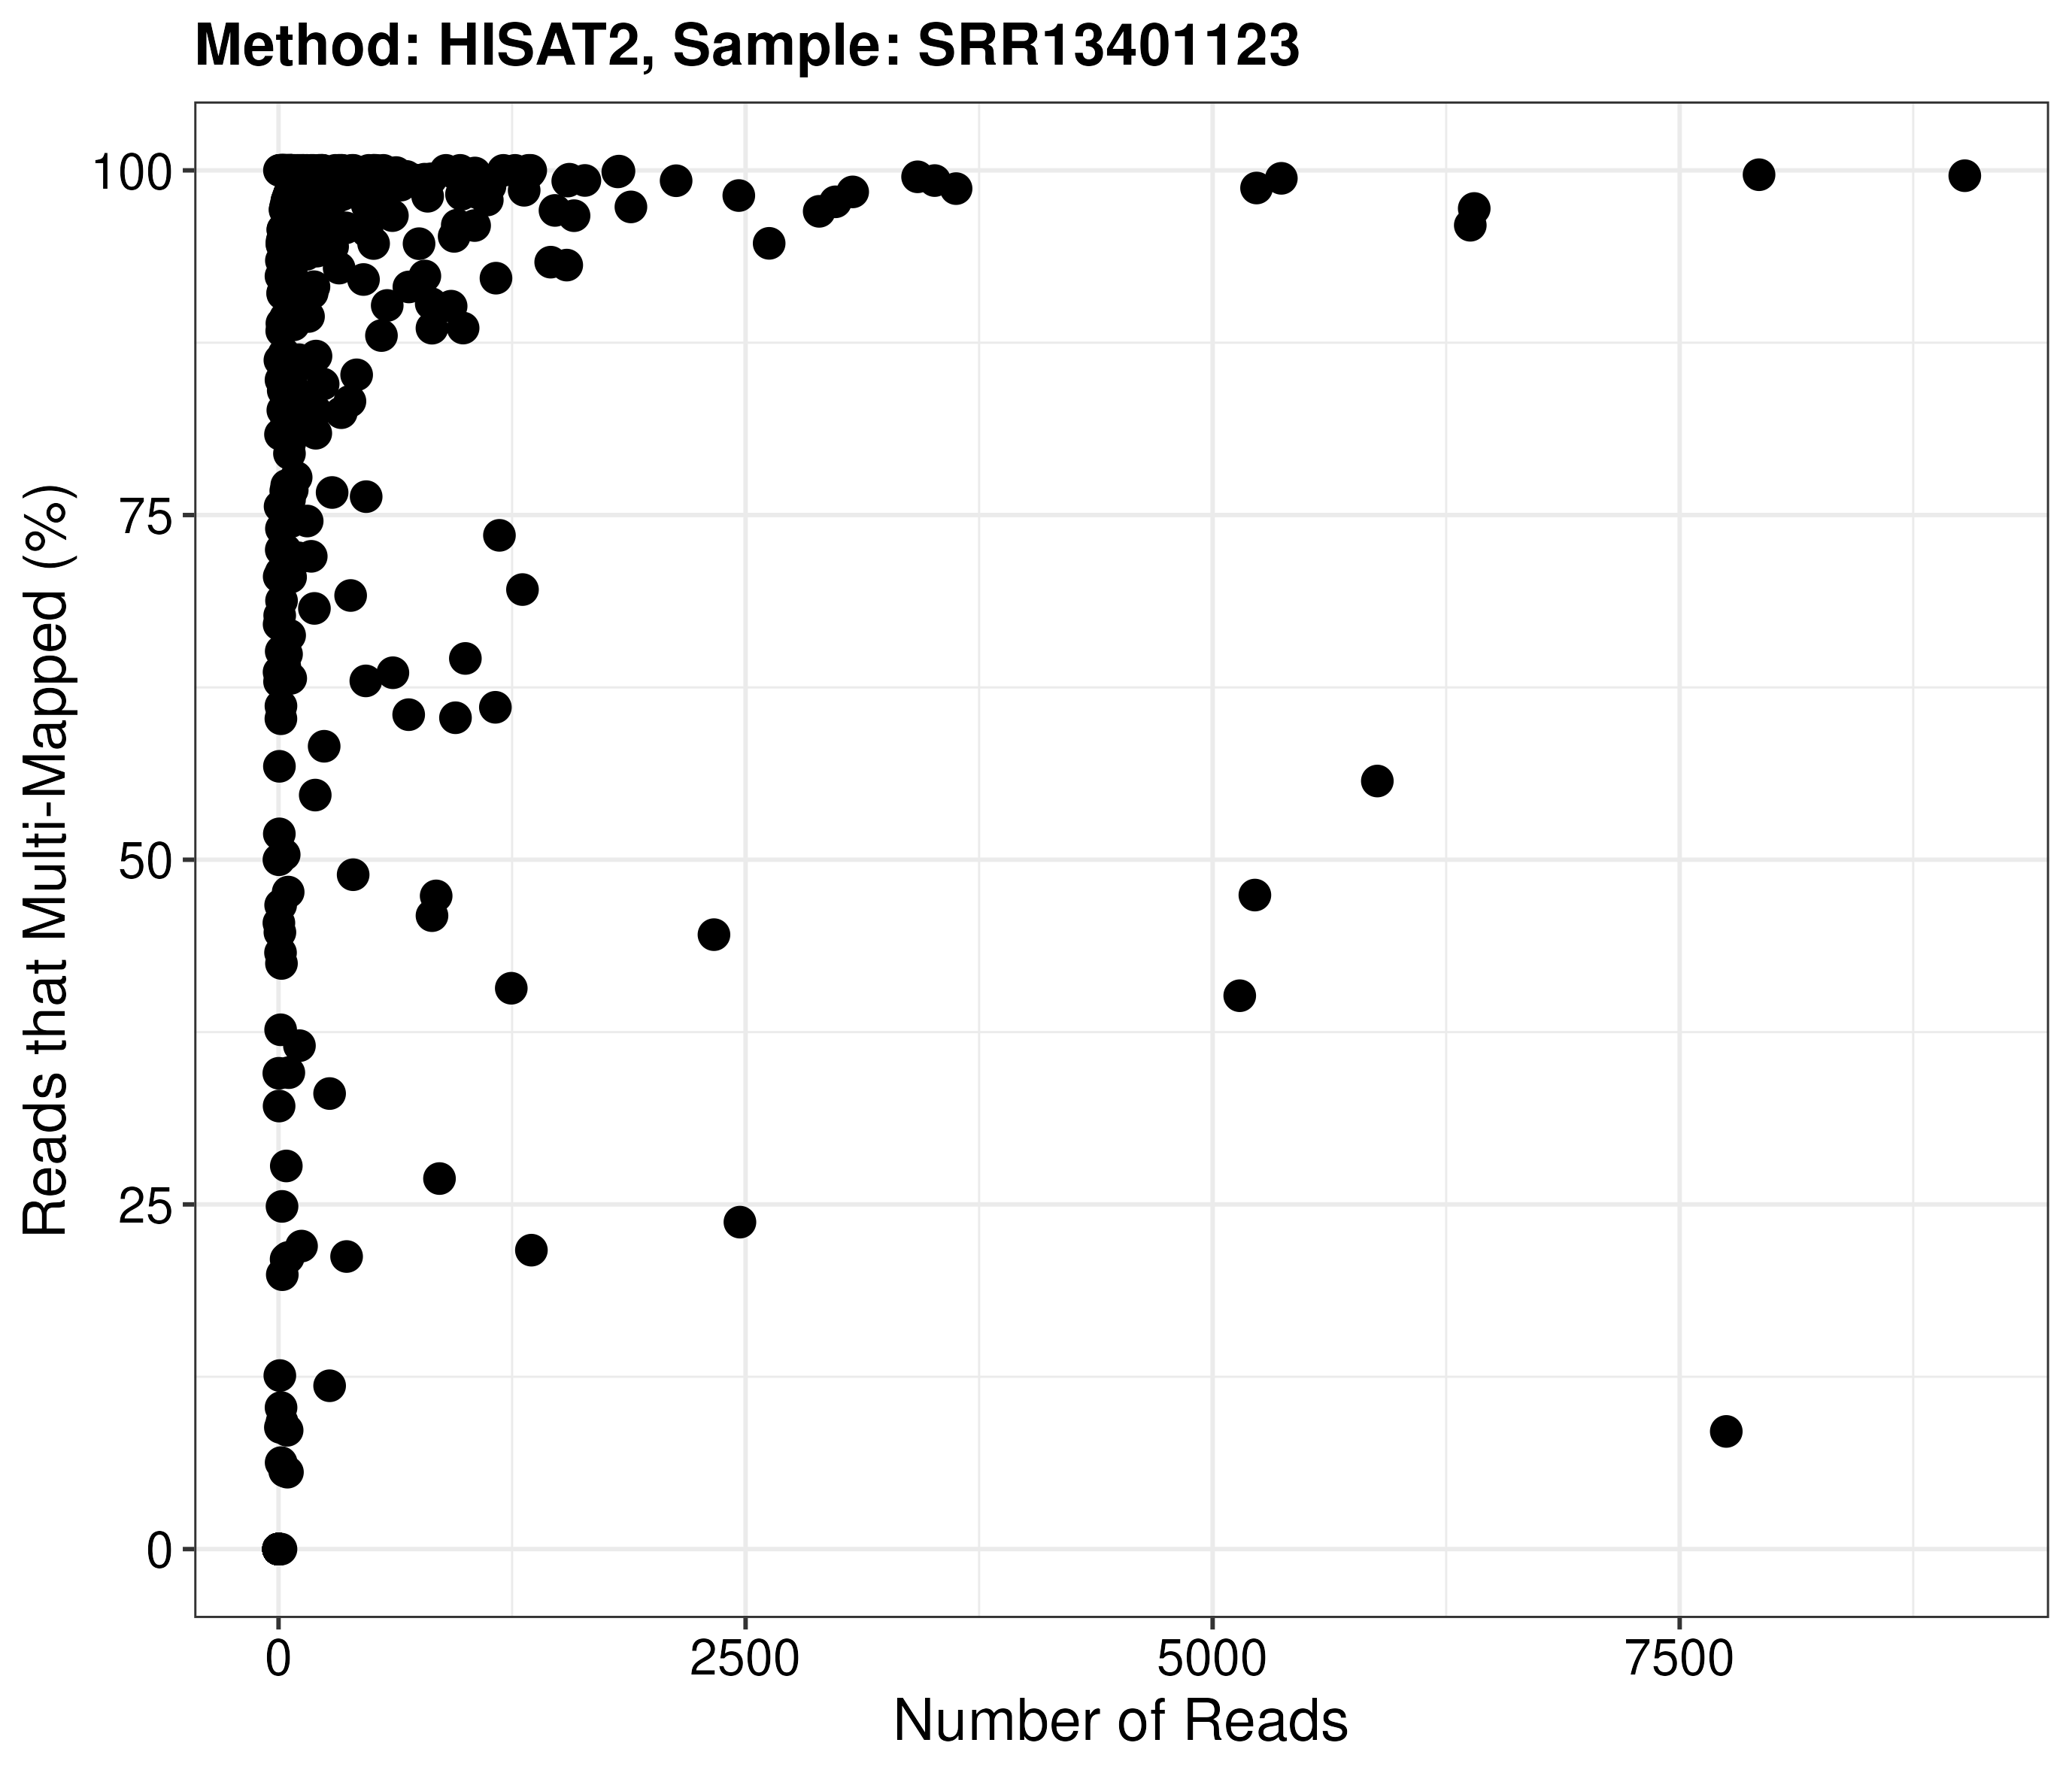 Method: HISAT2, Sample: SRR13401123
Reads that Multi-Mapped (%)
100
75
50
25
0
0 2500 5000 7500
Number of Reads